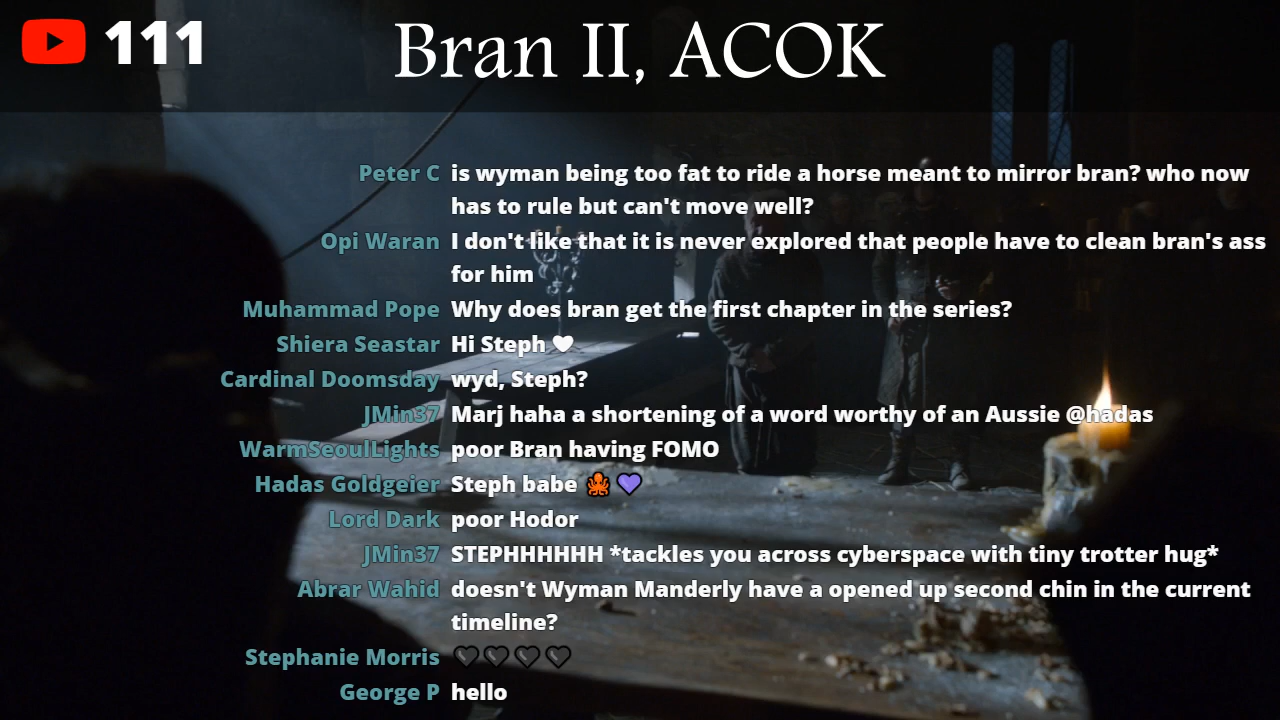 111
Bran II, ACOK
Peter C is wyman being too fat to ride a horse meant to mirror bran? who now
has to rule but can't move well?
Opi Waran I don't like that it is never explored that people have to clean bran's ass
for him
Muhammad Pope Why does bran get the first chapter in the series?
Shiera Seastar Hi Steph 🤍
Cardinal Doomsday wyd, Steph?
JMin37 Marj haha a shortening of a word worthy of an Aussie @hadas
WarmSeoulLights poor Bran having FOMO
Hadas Goldgeier Steph babe 🐙💜
Lord Dark poor Hodor
JMin37 STEPHHHHHH *tackles you across cyberspace with tiny trotter hug*
Abrar Wahid doesn't Wyman Manderly have a opened up second chin in the current
timeline?
Stephanie Morris 🖤🖤🖤🖤
George P hello